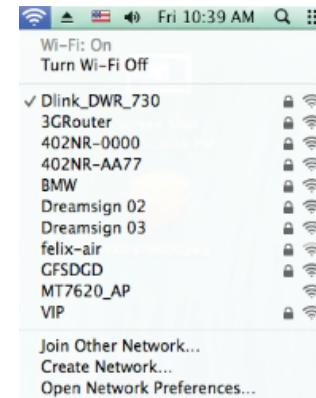 Fri 10:39 AM
Wi-Fi: On
Turn Wi-Fi Off
✓ Dlink_DWR_730
3GRouter
402NR-0000
402NR-AA77
BMW
Dreamsign 02
Dreamsign 03
felix-air
GFSDGD
MT7620_AP
VIP
Join Other Network...
Create Network...
Open Network Preferences...